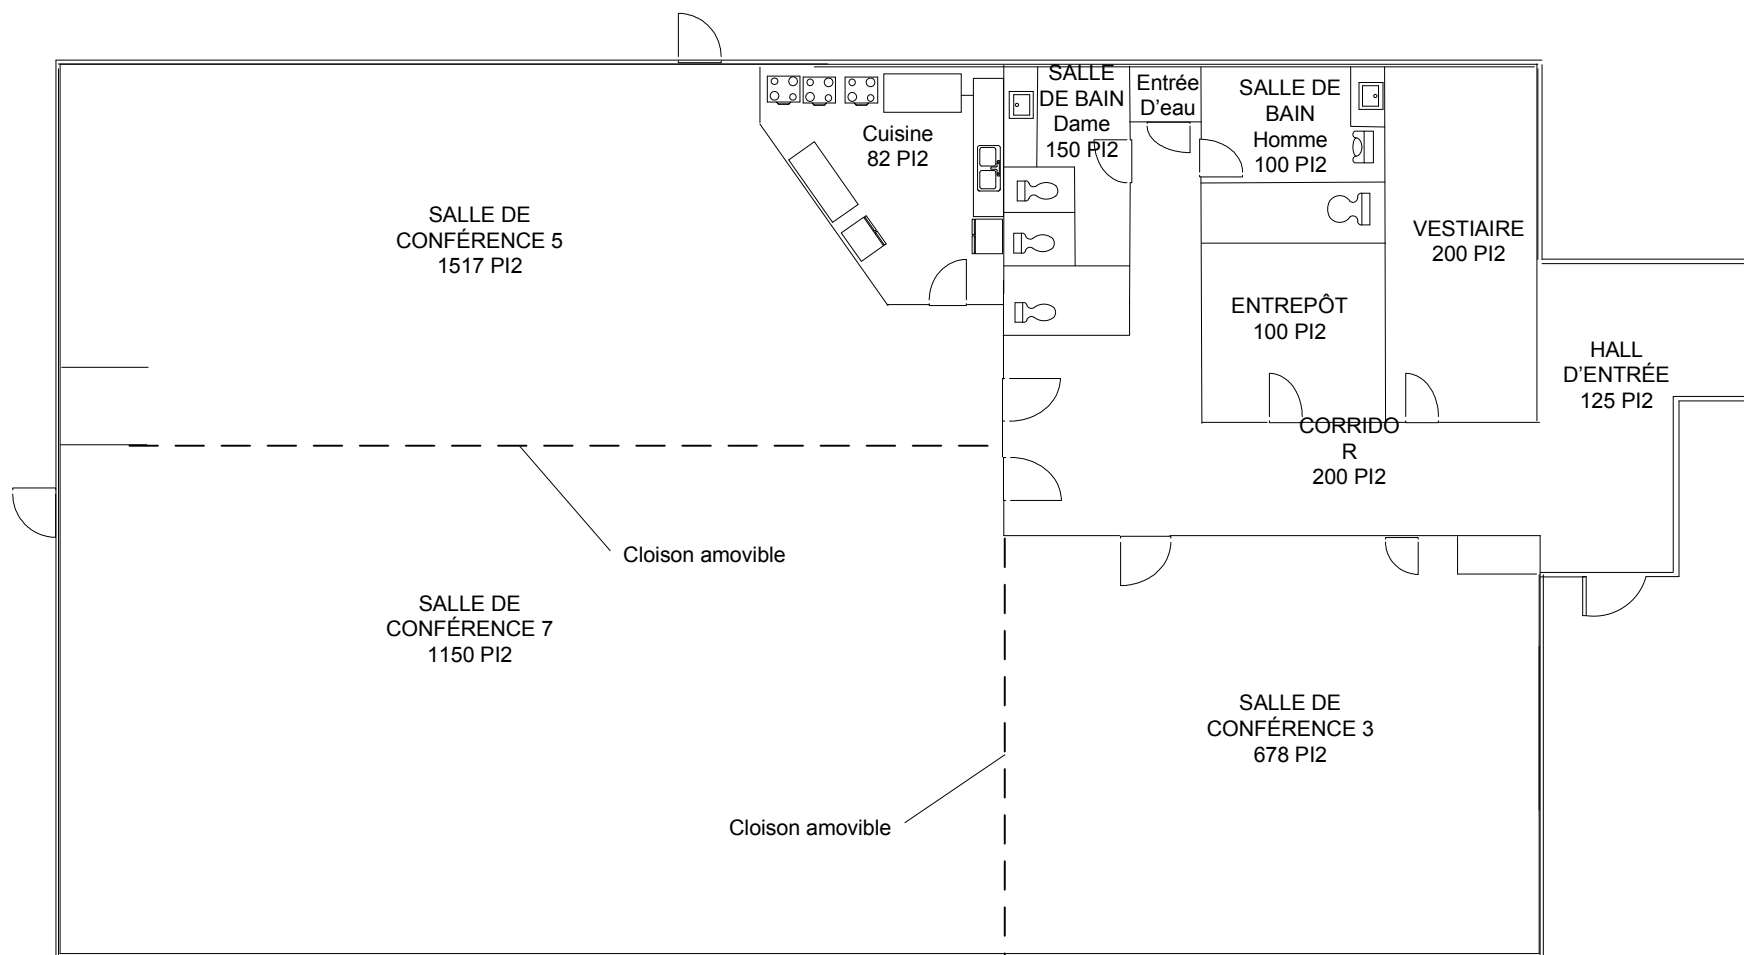 SALLE
DE BAIN
Dame
150 PI2
Entrée
D'eau
SALLE DE
BAIN
Homme
100 PI2
Cuisine
82 PI2
SALLE DE
CONFÉRENCE 5
1517 PI2
VESTIAIRE
200 PI2
ENTREPÔT
100 PI2
HALL
D'ENTRÉE
125 PI2
CORRIDO
R
200 PI2
Cloison amovible
SALLE DE
CONFÉRENCE 7
1150 PI2
SALLE DE
CONFÉRENCE 3
678 PI2
Cloison amovible